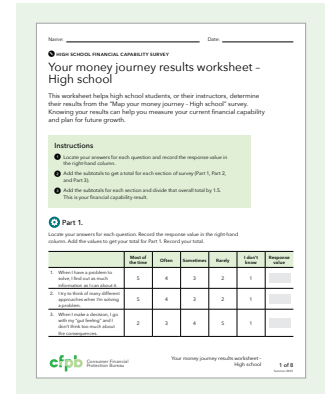 Name:
Date:
HIGH SCHOOL FINANCIAL CAPABILITY SURVEY
Your money journey results worksheet –
High school
This worksheet helps high school students, or their instructors, determine
their results from the "Map your money journey - High school" survey.
Knowing your results can help you measure your current financial capability
and plan for future growth.
Instructions
1 Locate your answers for each question and record the response value in
the right-hand column.
2 Add the subtotals to get a total for each section of survey (Part 1, Part 2,
and Part 3).
3 Add the subtotals for each section and divide that overall total by 1.5.
This is your financial capability result.
Part 1.
Locate your answers for each question. Record the response value in the right-hand
column. Add the values to get your total for Part 1. Record your total.
Most of the time Often Sometimes Rarely I don't know Response value
1. When I have a problem to
solve, I find out as much
information as I can about it.
5 4 3 2 1
2. I try to think of many different
approaches when I'm solving
a problem.
5 4 3 2 1
3. When I make a decision, I go
with my "gut feeling" and I
don't think too much about
the consequences.
2 3 4 5 1
cfpb Consumer Financial
Protection Bureau
Your money journey results worksheet –
High school
1 of 8